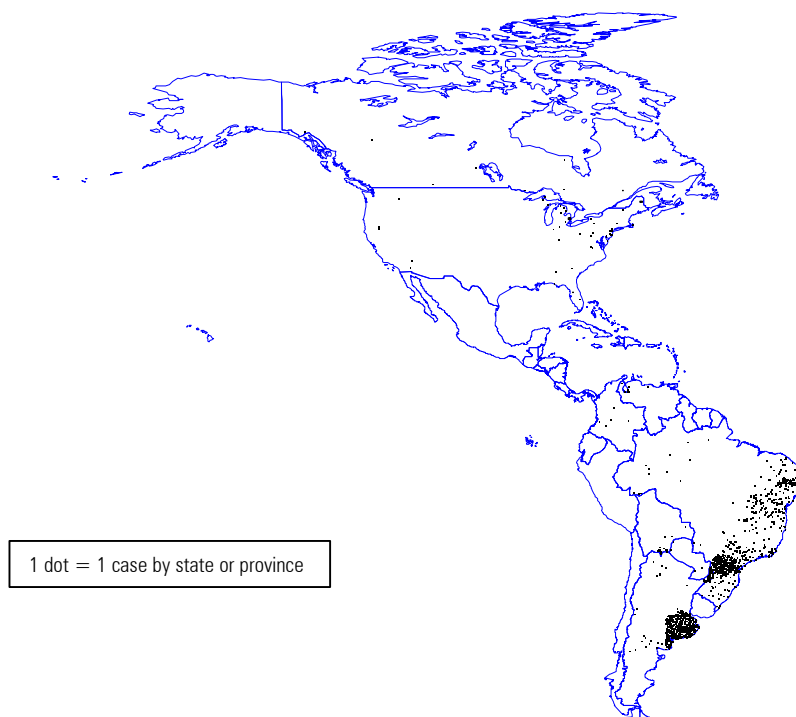 1 dot = 1 case by state or province